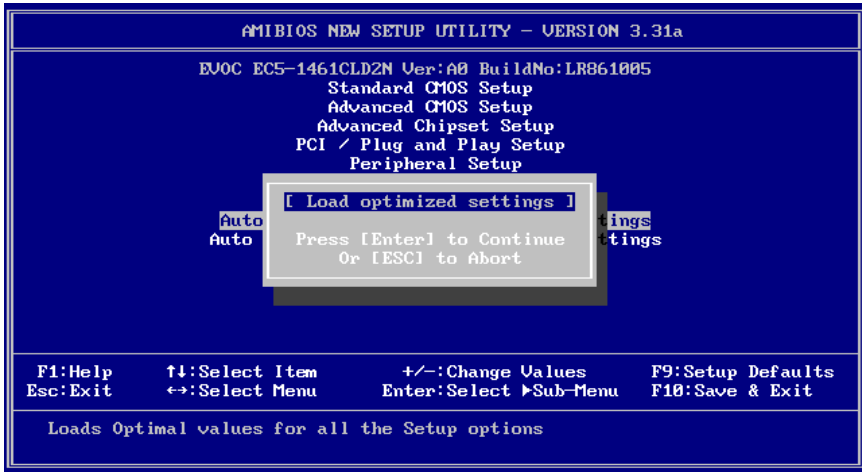 AMIBIOS NEW SETUP UTILITY - VERSION 3.31a
EVOC EC5-1461CLD2N Ver:A0 BuildNo:LR861005
Standard CMOS Setup
Advanced CMOS Setup
Advanced Chipset Setup
PCI / Plug and Play Setup
Peripheral Setup
[ Load optimized settings ]
Auto tings
Auto Press [Enter] to Continue ttings
Or [ESC] to Abort
F1:Help ↑↓:Select Item +/-:Change Values F9:Setup Defaults
Esc:Exit ↔:Select Menu Enter:Select ▶Sub-Menu F10:Save & Exit
Loads Optimal values for all the Setup options